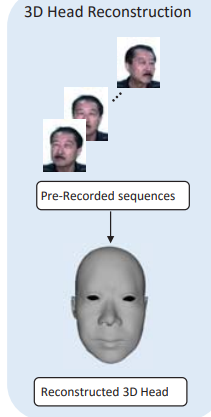 3D Head Reconstruction
Pre-Recorded sequences
Reconstructed 3D Head